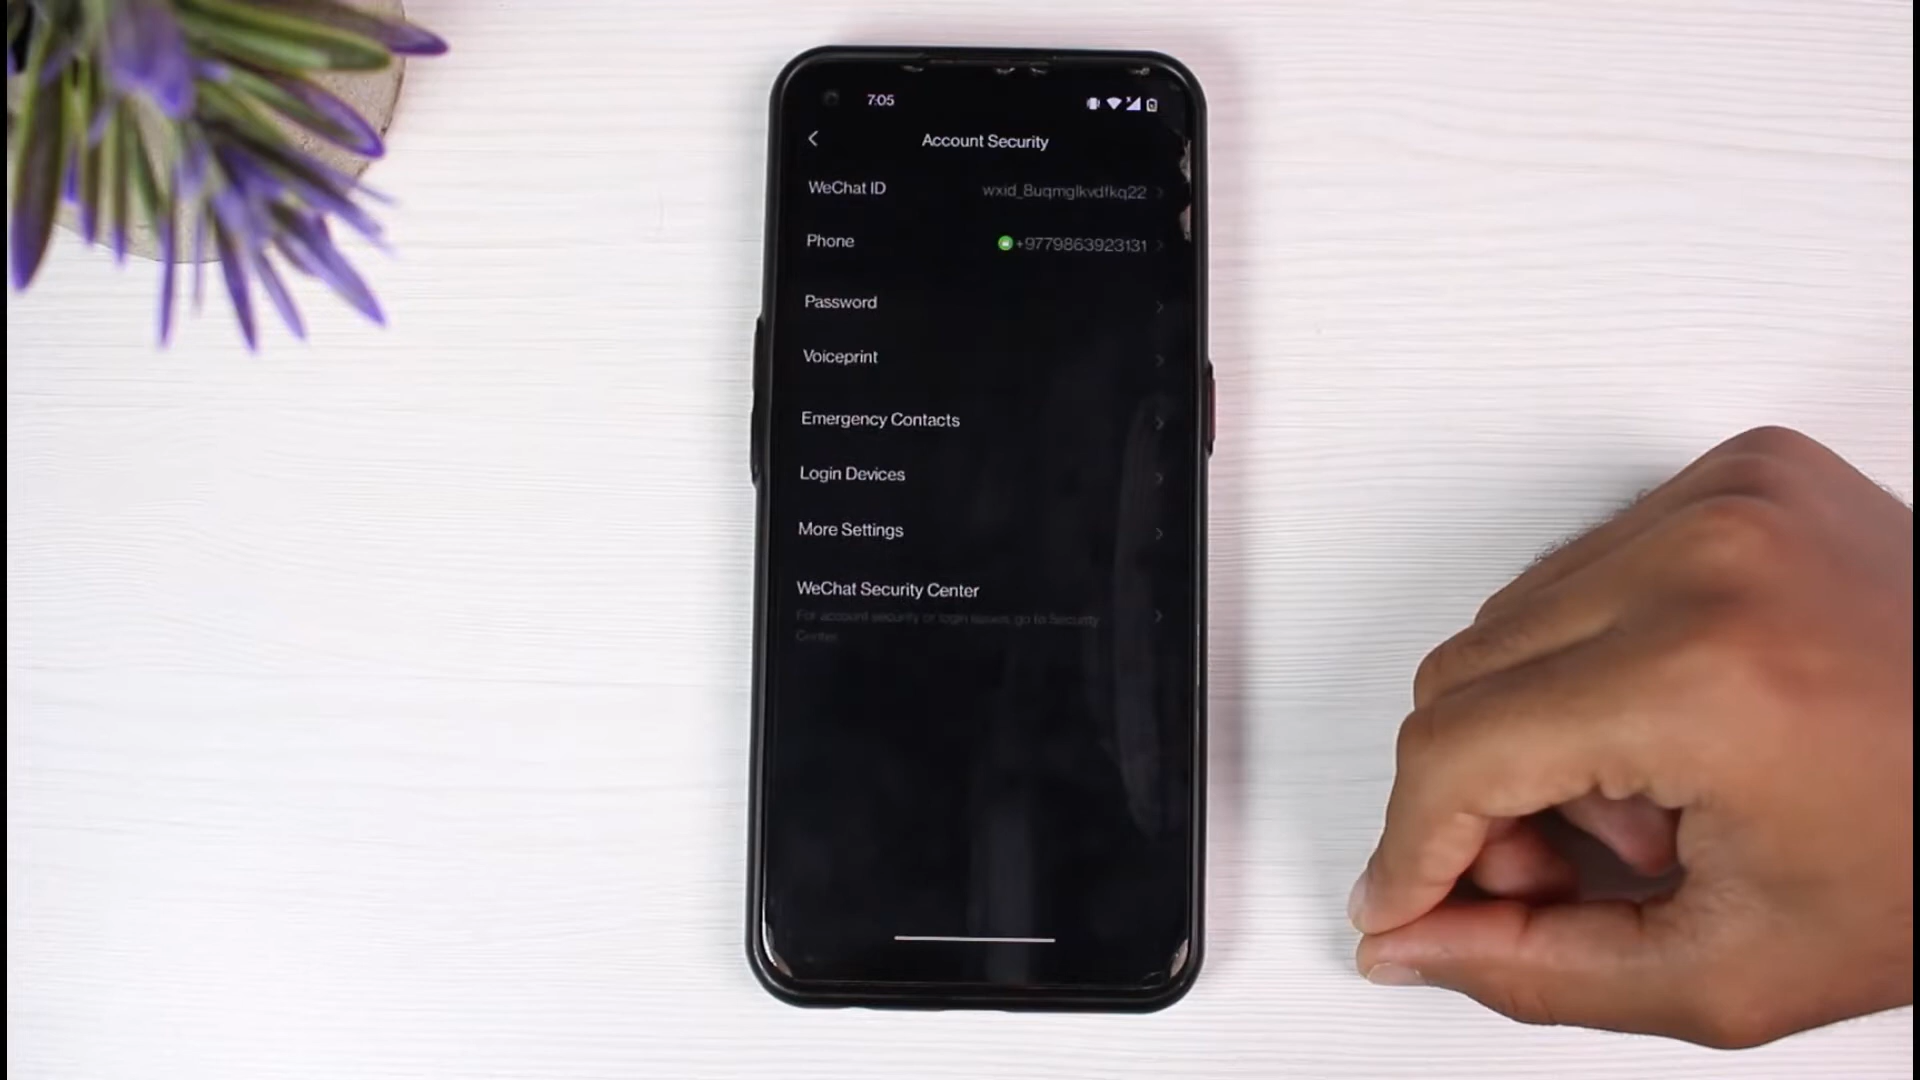 7:05
Account Security
WeChat ID wxid_8uqmglkvdfkq22
Phone +9779863923131
Password
Voiceprint
Emergency Contacts
Login Devices
More Settings
WeChat Security Center
For account security or login issues, go to Security
Center.